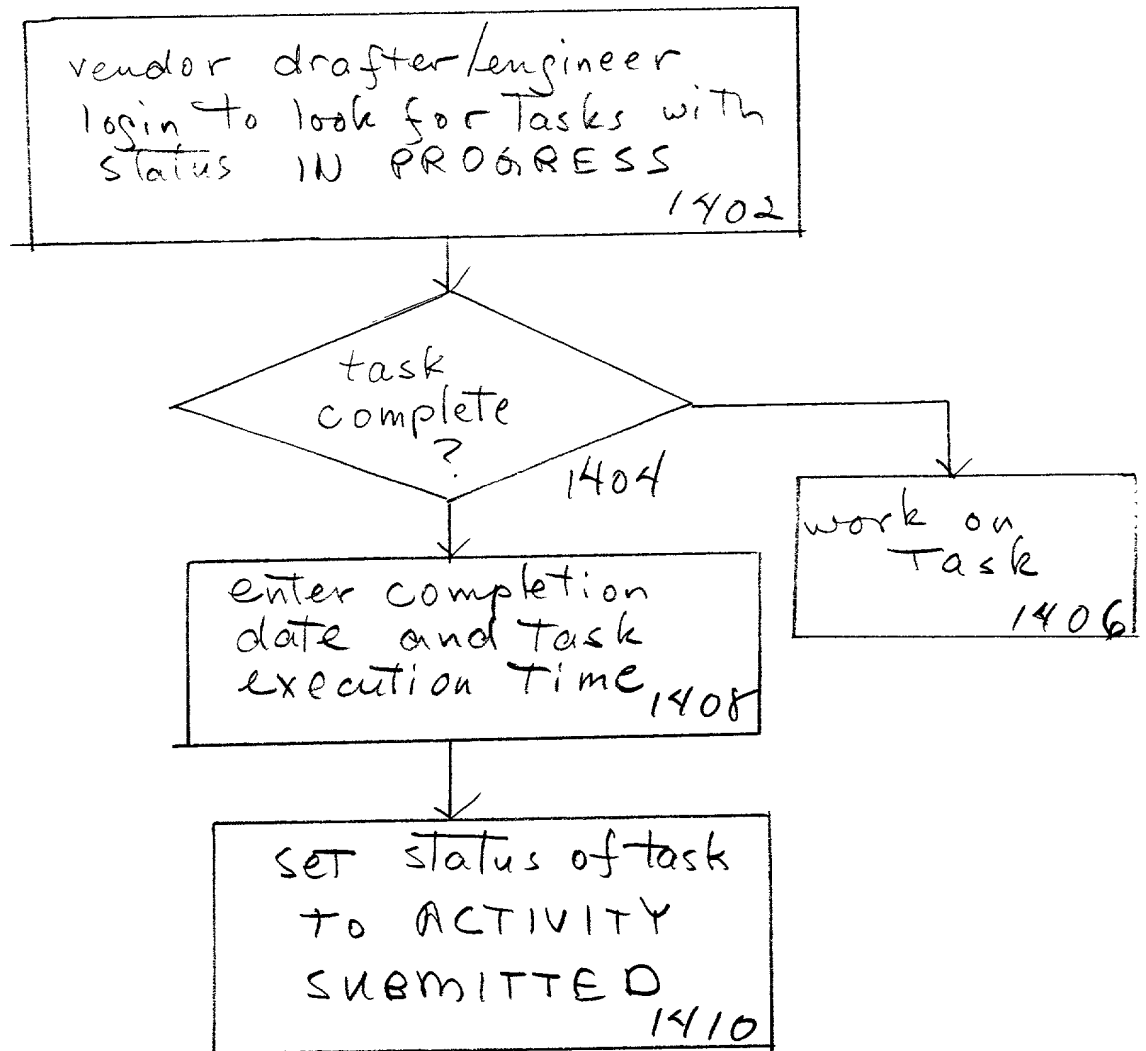 vendor drafter/engineer
login to look for Tasks with
status IN PROGRESS
1402
task
complete
?
1404
work on
Task
1406
enter completion
date and Task
execution Time
1408
set status of task
to ACTIVITY
SUBMITTED
1410